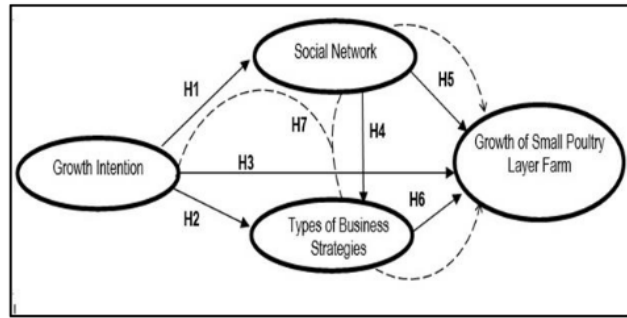 Social Network
H1
H5
H7
H4
Growth of Small Poultry
Layer Farm
Growth Intention
H3
H2
H6
Types of Business
Strategies